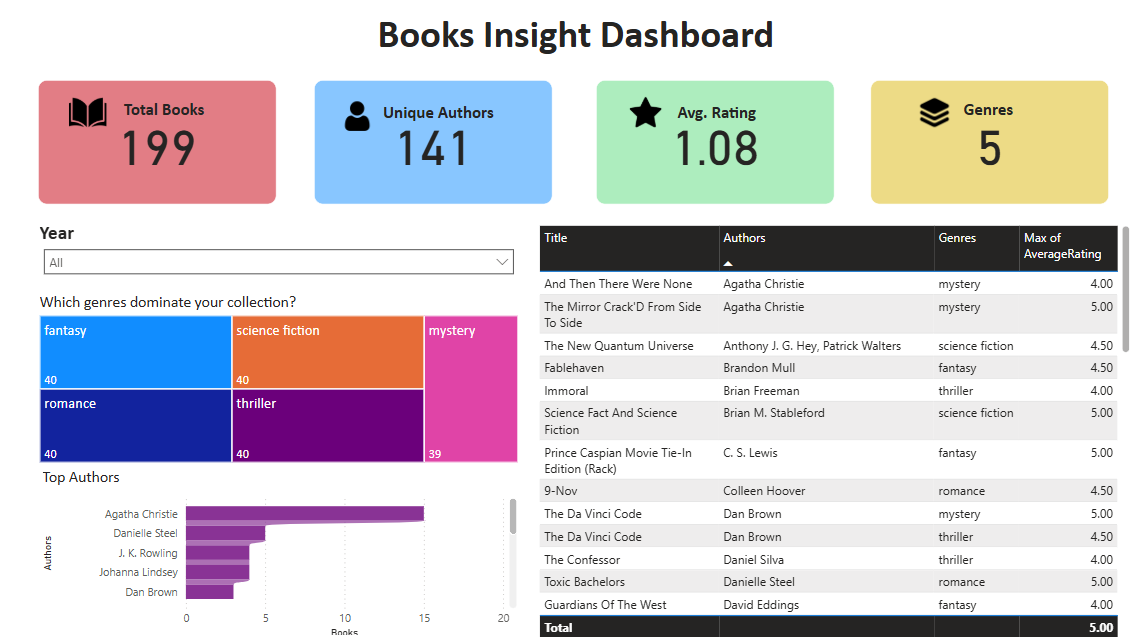 Books Insight Dashboard
Total Books
199
Unique Authors
141
Avg. Rating
1.08
Genres
5
Year
All
Which genres dominate your collection?
fantasy
40
science fiction
40
mystery
39
romance
40
thriller
40
Top Authors
Authors
Agatha Christie
Danielle Steel
J. K. Rowling
Johanna Lindsey
Dan Brown
0 5 10 15 20
Books
Title Authors Genres Max of
AverageRating
And Then There Were None Agatha Christie mystery 4.00
The Mirror Crack'D From Side Agatha Christie mystery 5.00
To Side
The New Quantum Universe Anthony J. G. Hey, Patrick Walters science fiction 4.50
Fablehaven Brandon Mull fantasy 4.50
Immoral Brian Freeman thriller 4.00
Science Fact And Science Brian M. Stableford science fiction 5.00
Fiction
Prince Caspian Movie Tie-In C. S. Lewis fantasy 5.00
Edition (Rack)
9-Nov Colleen Hoover romance 4.50
The Da Vinci Code Dan Brown mystery 5.00
The Da Vinci Code Dan Brown thriller 4.50
The Confessor Daniel Silva thriller 4.00
Toxic Bachelors Danielle Steel romance 5.00
Guardians Of The West David Eddings fantasy 4.00
Total 5.00